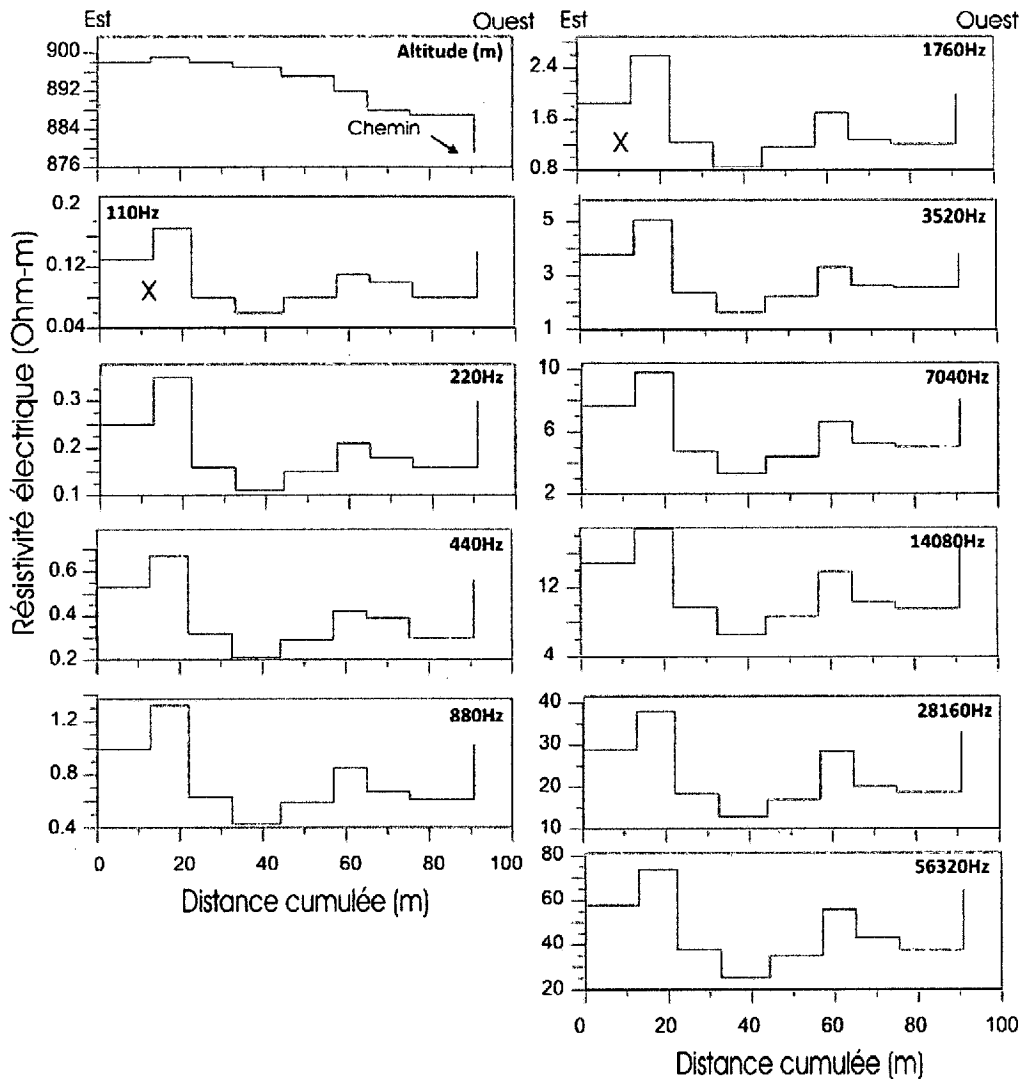 Est Ouest
Altitude (m)
900
892
884
876
Chemin
110Hz
0.2
0.12
0.04
X
220Hz
0.3
0.2
0.1
440Hz
0.6
0.4
0.2
880Hz
1.2
0.8
0.4
0 20 40 60 80 100
Distance cumulée (m)
Résistivité électrique (Ohm-m)
Est Ouest
1760Hz
2.4
1.6
0.8
X
3520Hz
5
3
1
7040Hz
10
6
2
14080Hz
12
4
28160Hz
40
30
20
10
56320Hz
80
60
40
20
0 20 40 60 80 100
Distance cumulée (m)